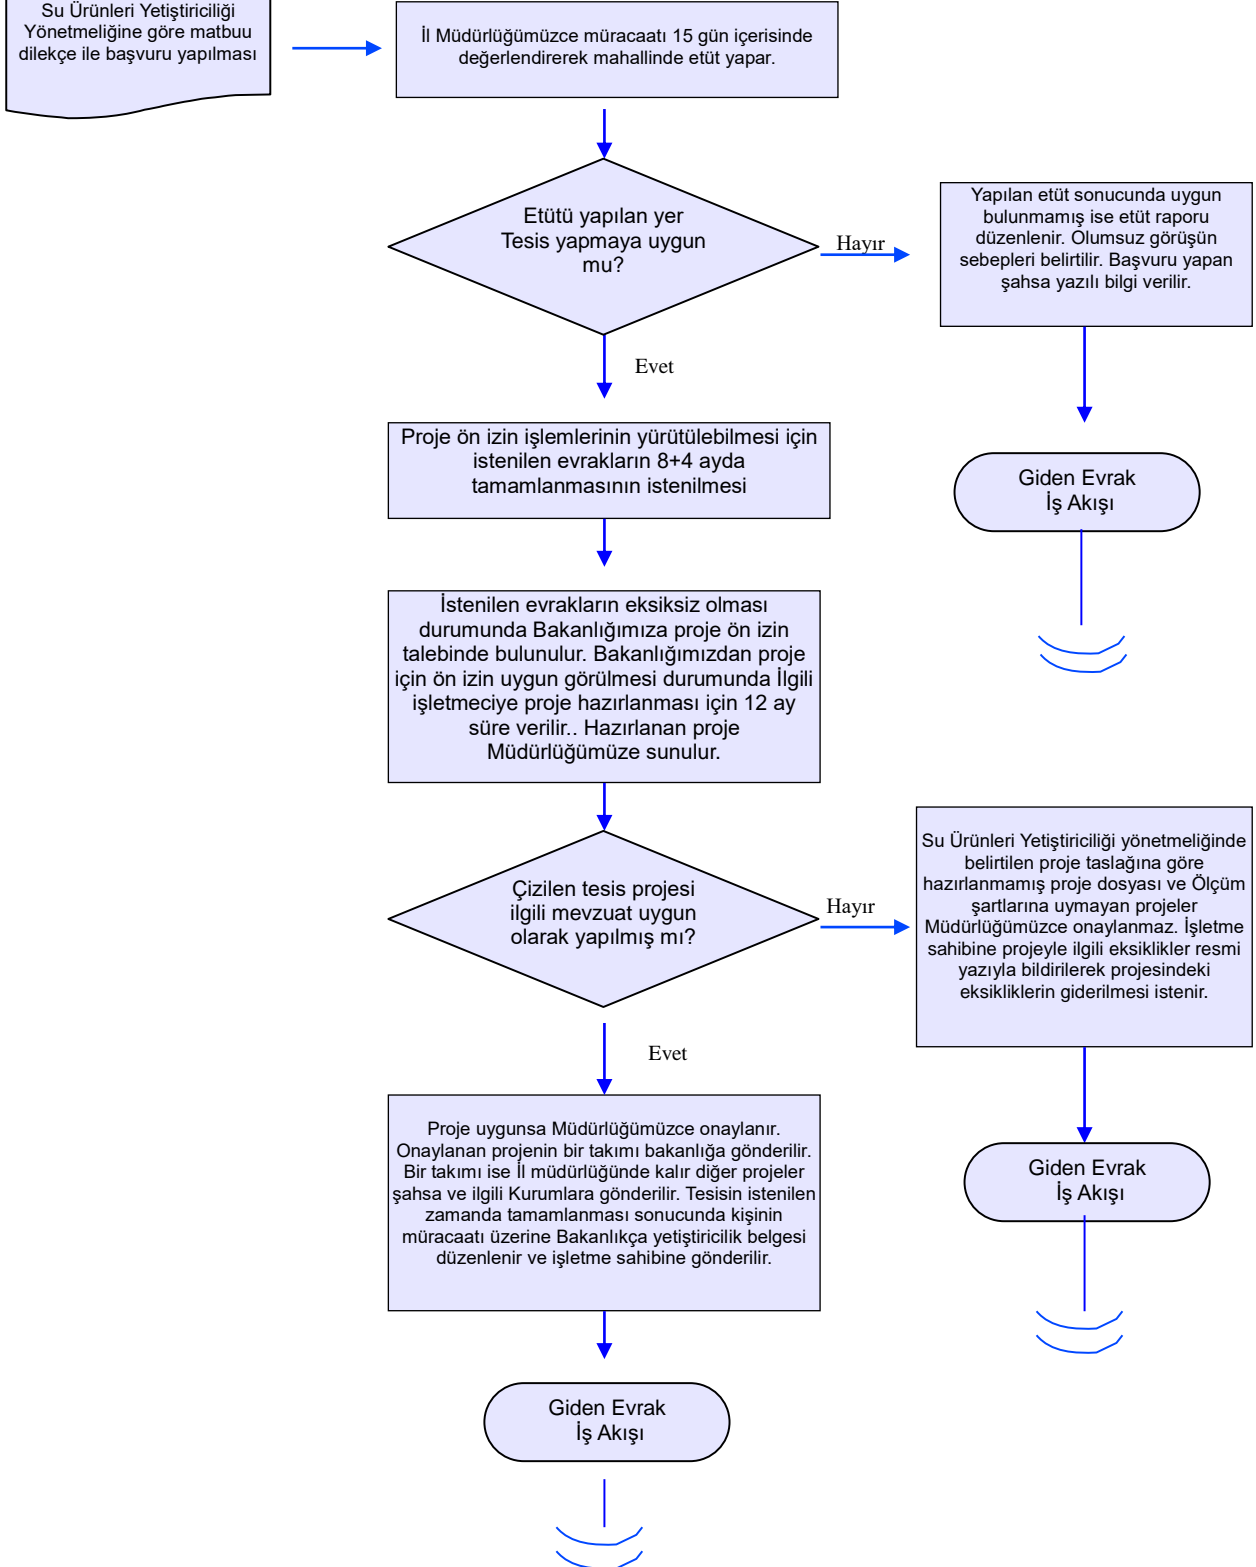 Su Ürünleri Yetiştiriciliği
Yönetmeliğine göre matbuu
dilekçe ile başvuru yapılması
İl Müdürlüğümüzce müracaatı 15 gün içerisinde
değerlendirerek mahallinde etüt yapar.
Etütü yapılan yer
Tesis yapmaya uygun
mu?
Hayır
Yapılan etüt sonucunda uygun
bulunmamış ise etüt raporu
düzenlenir. Olumsuz görüşün
sebepleri belirtilir. Başvuru yapan
şahsa yazılı bilgi verilir.
Evet
Proje ön izin işlemlerinin yürütülebilmesi için
istenilen evrakların 8+4 ayda
tamamlanmasının istenilmesi
Giden Evrak
İş Akışı
İstenilen evrakların eksiksiz olması
durumunda Bakanlığımıza proje ön izin
talebinde bulunulur. Bakanlığımızdan proje
için ön izin uygun görülmesi durumunda İlgili
işletmeciye proje hazırlanması için 12 ay
süre verilir.. Hazırlanan proje
Müdürlüğümüze sunulur.
Çizilen tesis projesi
ilgili mevzuat uygun
olarak yapılmış mı?
Hayır
Su Ürünleri Yetiştiriciliği yönetmeliğinde
belirtilen proje taslağına göre
hazırlanmamış proje dosyası ve Ölçüm
şartlarına uymayan projeler
Müdürlüğümüzce onaylanmaz. İşletme
sahibine projeyle ilgili eksiklikler resmi
yazıyla bildirilerek projesindeki
eksikliklerin giderilmesi istenir.
Evet
Proje uygunsa Müdürlüğümüzce onaylanır.
Onaylanan projenin bir takımı bakanlığa gönderilir.
Bir takımı ise İl müdürlüğünde kalır diğer projeler
şahsa ve ilgili Kurumlara gönderilir. Tesisin istenilen
zamanda tamamlanması sonucunda kişinin
müracaatı üzerine Bakanlıkça yetiştiricilik belgesi
düzenlenir ve işletme sahibine gönderilir.
Giden Evrak
İş Akışı
Giden Evrak
İş Akışı